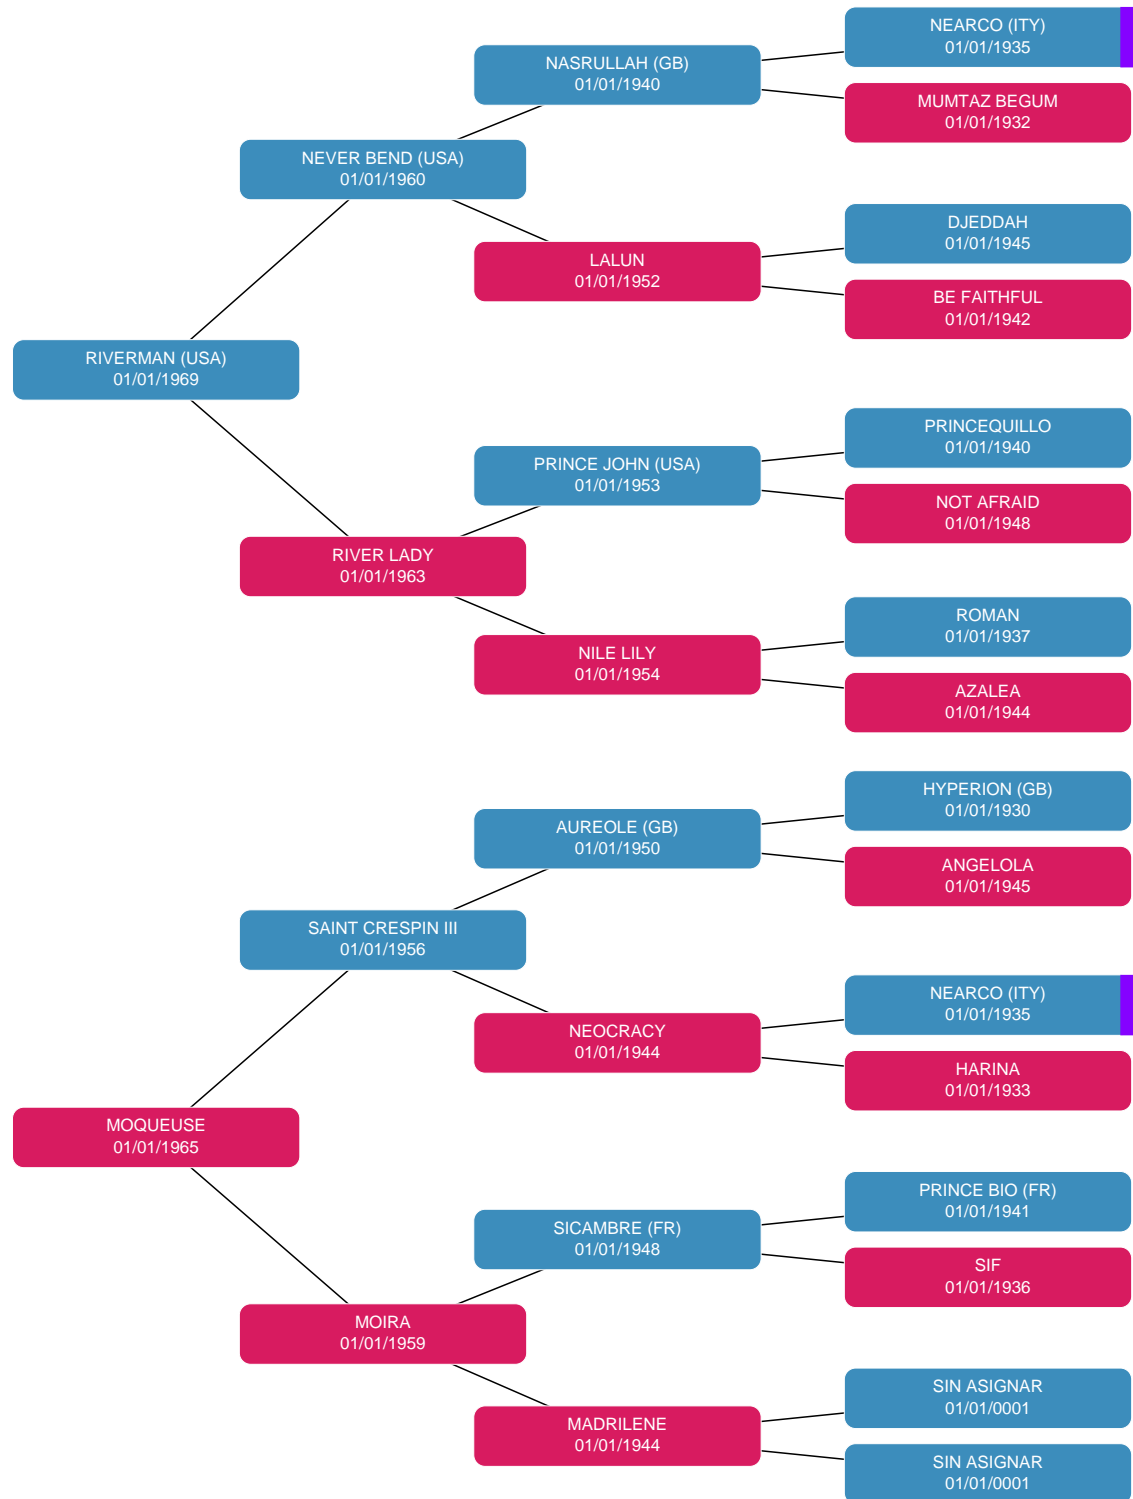 NEARCO (ITY)
01/01/1935
NASRULLAH (GB)
01/01/1940
MUMTAZ BEGUM
01/01/1932
NEVER BEND (USA)
01/01/1960
DJEDDAH
01/01/1945
LALUN
01/01/1952
BE FAITHFUL
01/01/1942
RIVERMAN (USA)
01/01/1969
PRINCEQUILLO
01/01/1940
PRINCE JOHN (USA)
01/01/1953
NOT AFRAID
01/01/1948
RIVER LADY
01/01/1963
ROMAN
01/01/1937
NILE LILY
01/01/1954
AZALEA
01/01/1944
HYPERION (GB)
01/01/1930
AUREOLE (GB)
01/01/1950
ANGELOLA
01/01/1945
SAINT CRESPIN III
01/01/1956
NEARCO (ITY)
01/01/1935
NEOCRACY
01/01/1944
HARINA
01/01/1933
MOQUEUSE
01/01/1965
PRINCE BIO (FR)
01/01/1941
SICAMBRE (FR)
01/01/1948
SIF
01/01/1936
MOIRA
01/01/1959
SIN ASIGNAR
01/01/0001
MADRILENE
01/01/1944
SIN ASIGNAR
01/01/0001